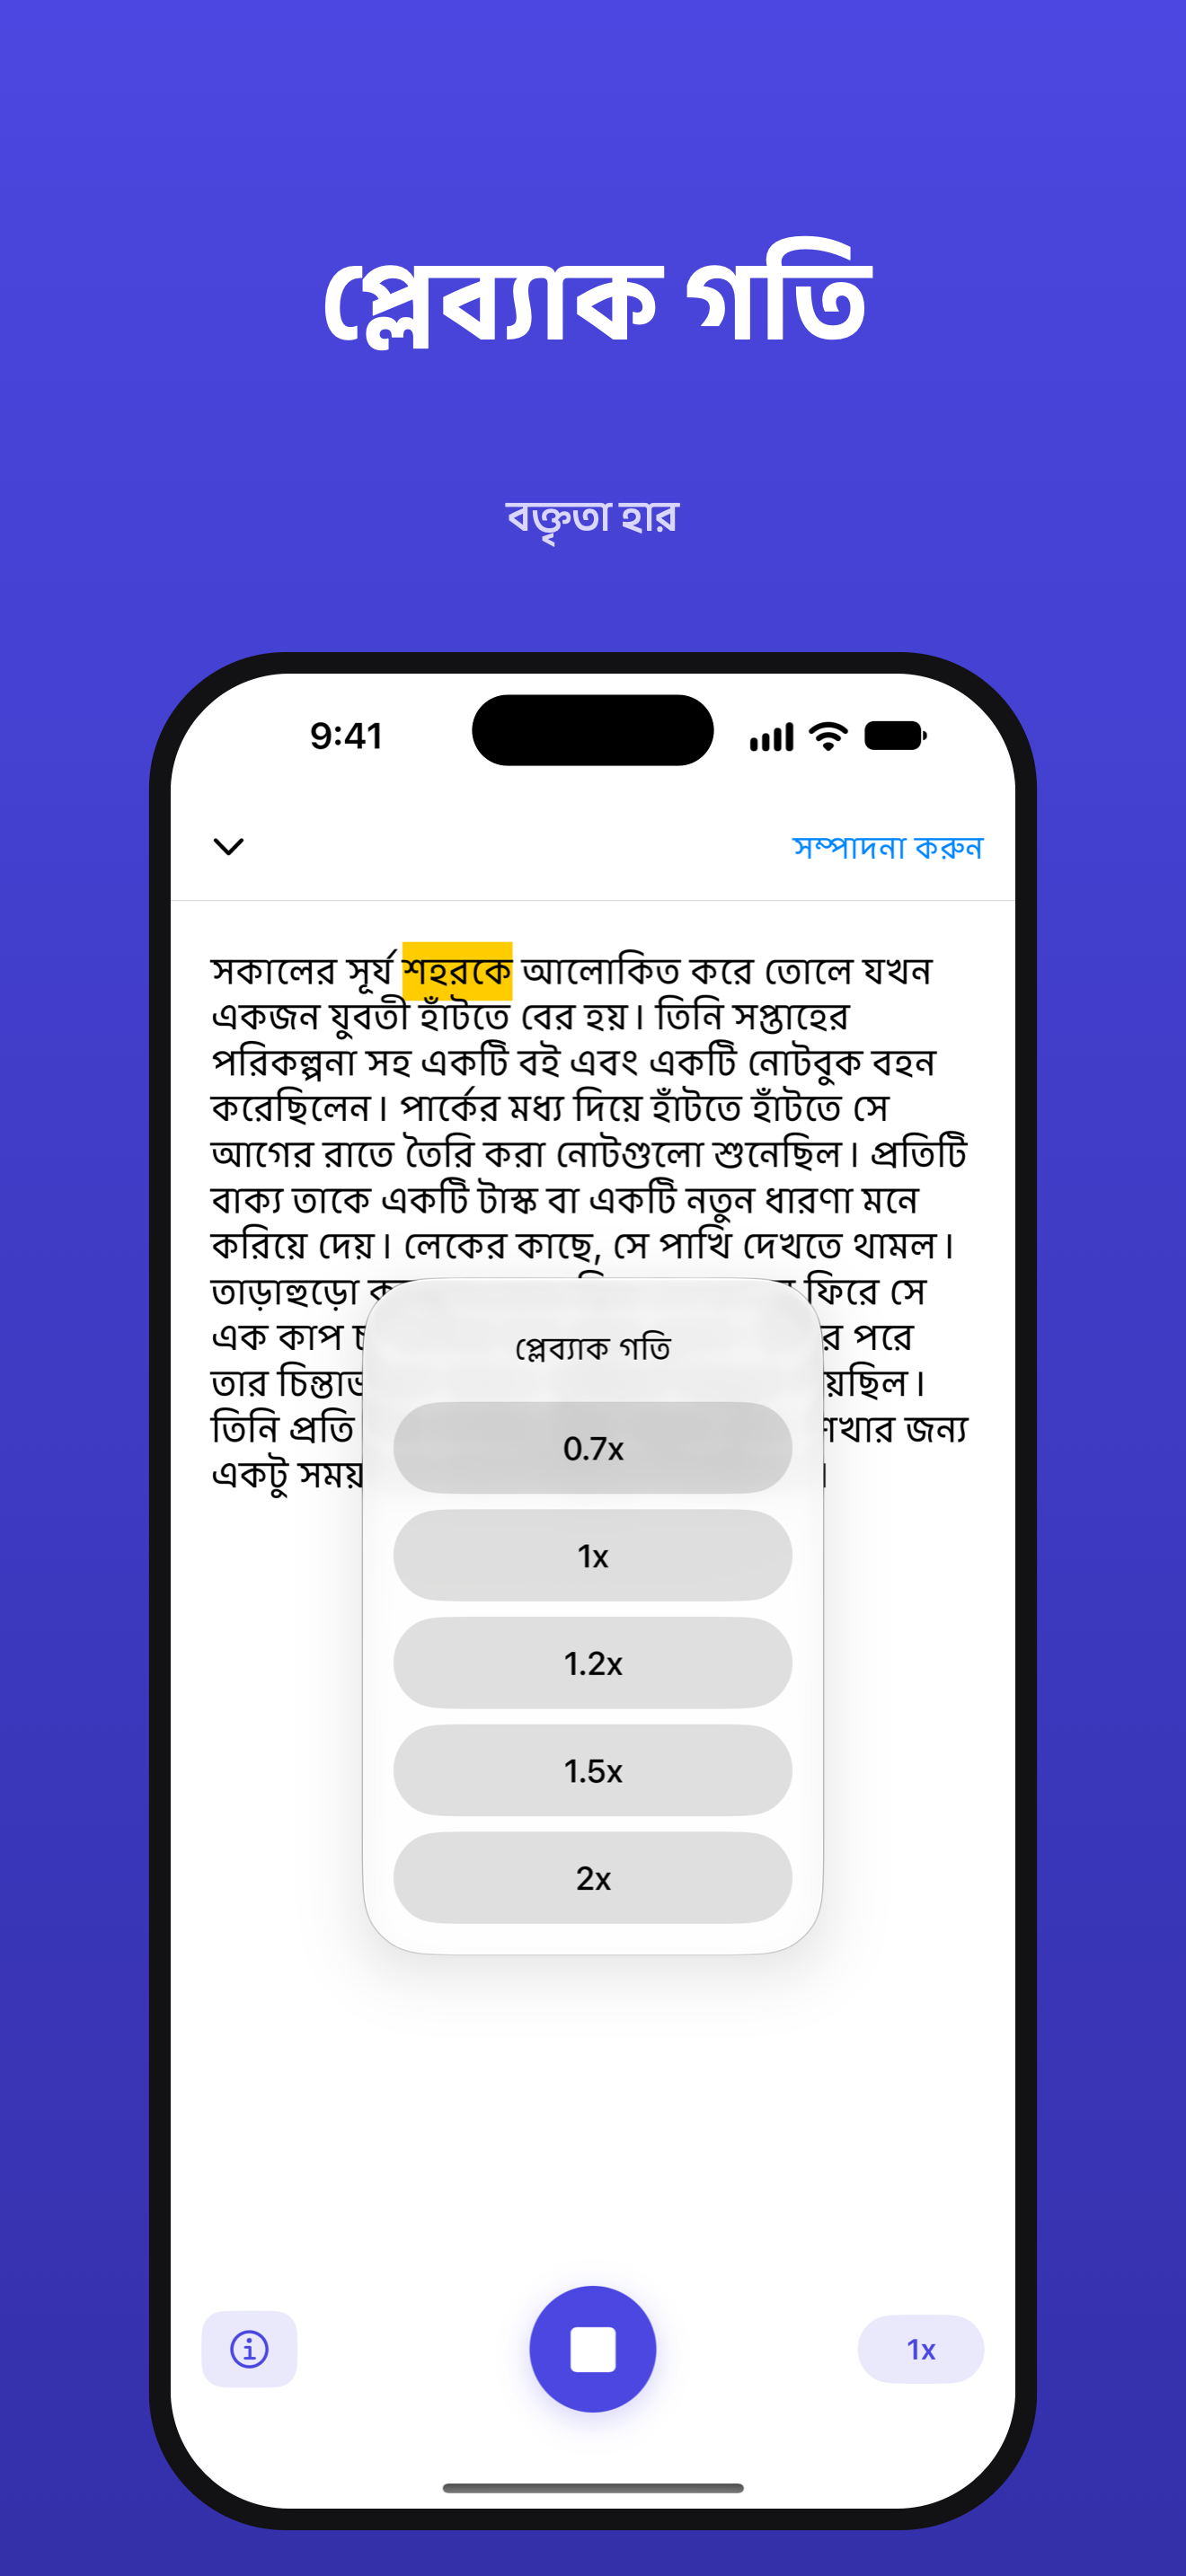 প্লেব্যাক গতি
বক্তৃতা হার
9:41
সম্পাদনা করুন
সকালের সূর্য শহরকে আলোকিত করে তোলে যখন
একজন যুবতী হাঁটতে বের হয়। তিনি সপ্তাহের
পরিকল্পনা সহ একটি বই এবং একটি নোটবুক বহন
করেছিলেন। পার্কের মধ্য দিয়ে হাঁটতে হাঁটতে সে
আগের রাতে তৈরি করা নোটগুলো শুনেছিল। প্রতিটি
বাক্য তাকে একটি টাস্ক বা একটি নতুন ধারণা মনে
করিয়ে দেয়। লেকের কাছে, সে পাখি দেখতে থামল।
তাড়াহুড়ো ফিরে সে
এক কাপ পরে
তার
তিনি প্রতি জন্য
একটু সময়
প্লেব্যাক গতি
0.7x
1x
1.2x
1.5x
2x
1x